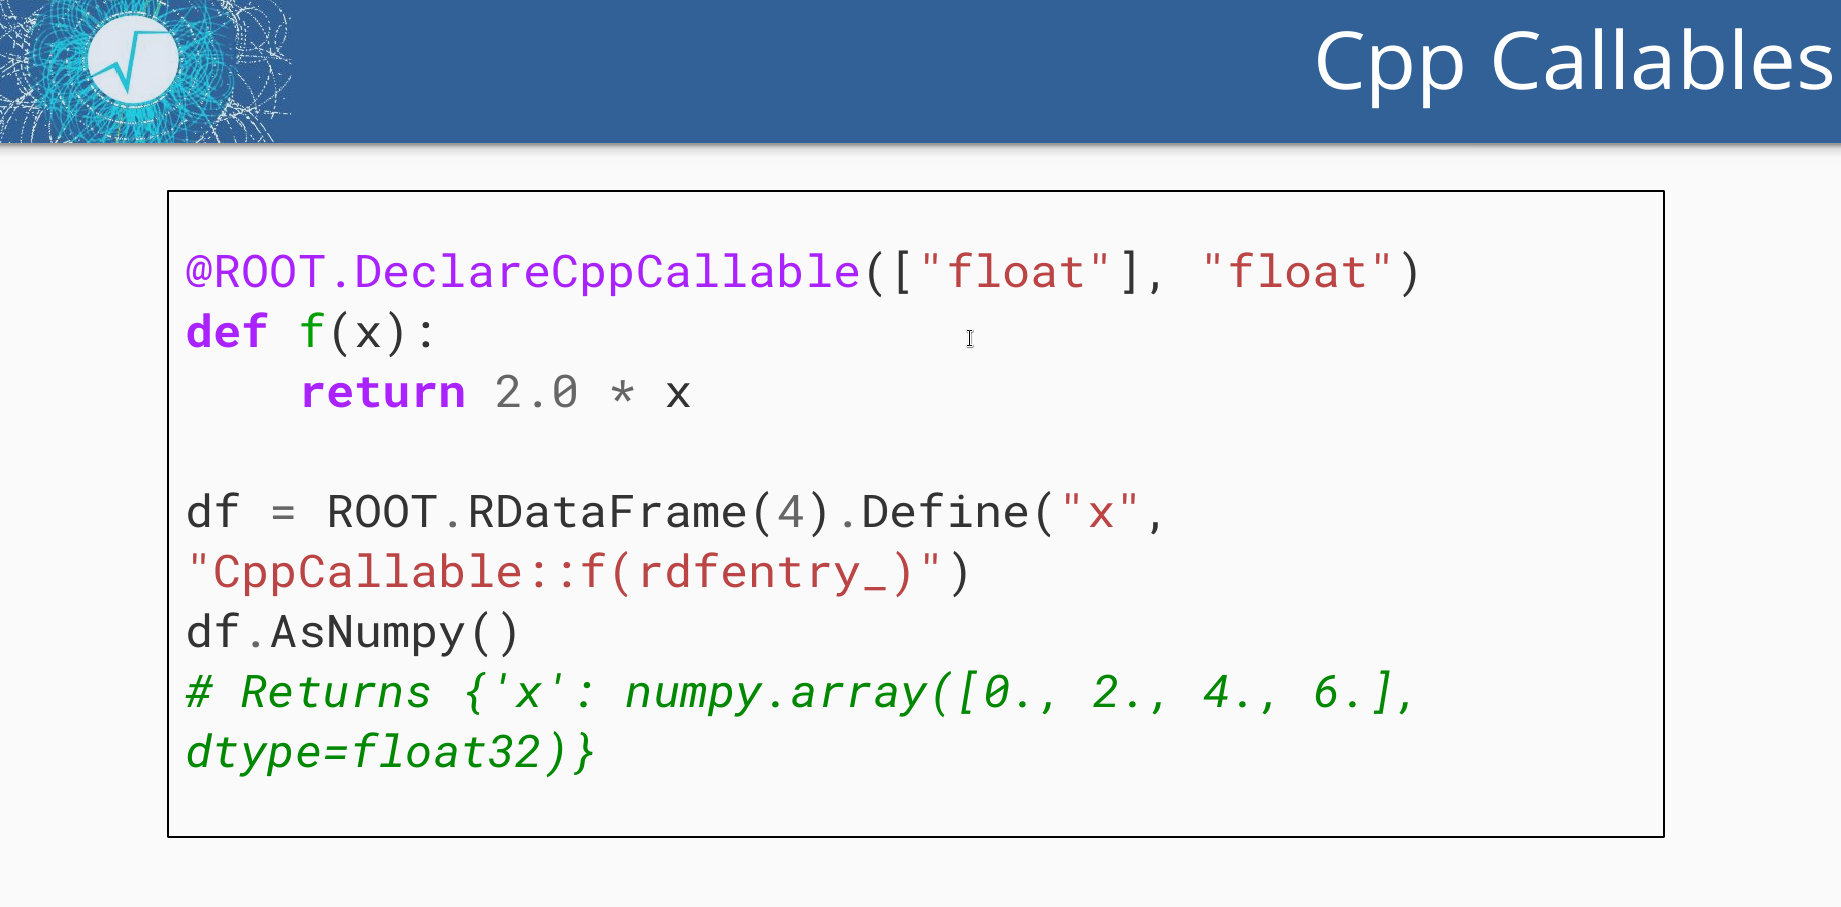 Cpp Callables
@ROOT.DeclareCppCallable(["float"], "float")
def f(x):
    return 2.0 * x
df = ROOT.RDataFrame(4).Define("x",
"CppCallable::f(rdfentry_)")
df.AsNumpy()
# Returns {'x': numpy.array([0., 2., 4., 6.],
dtype=float32)}